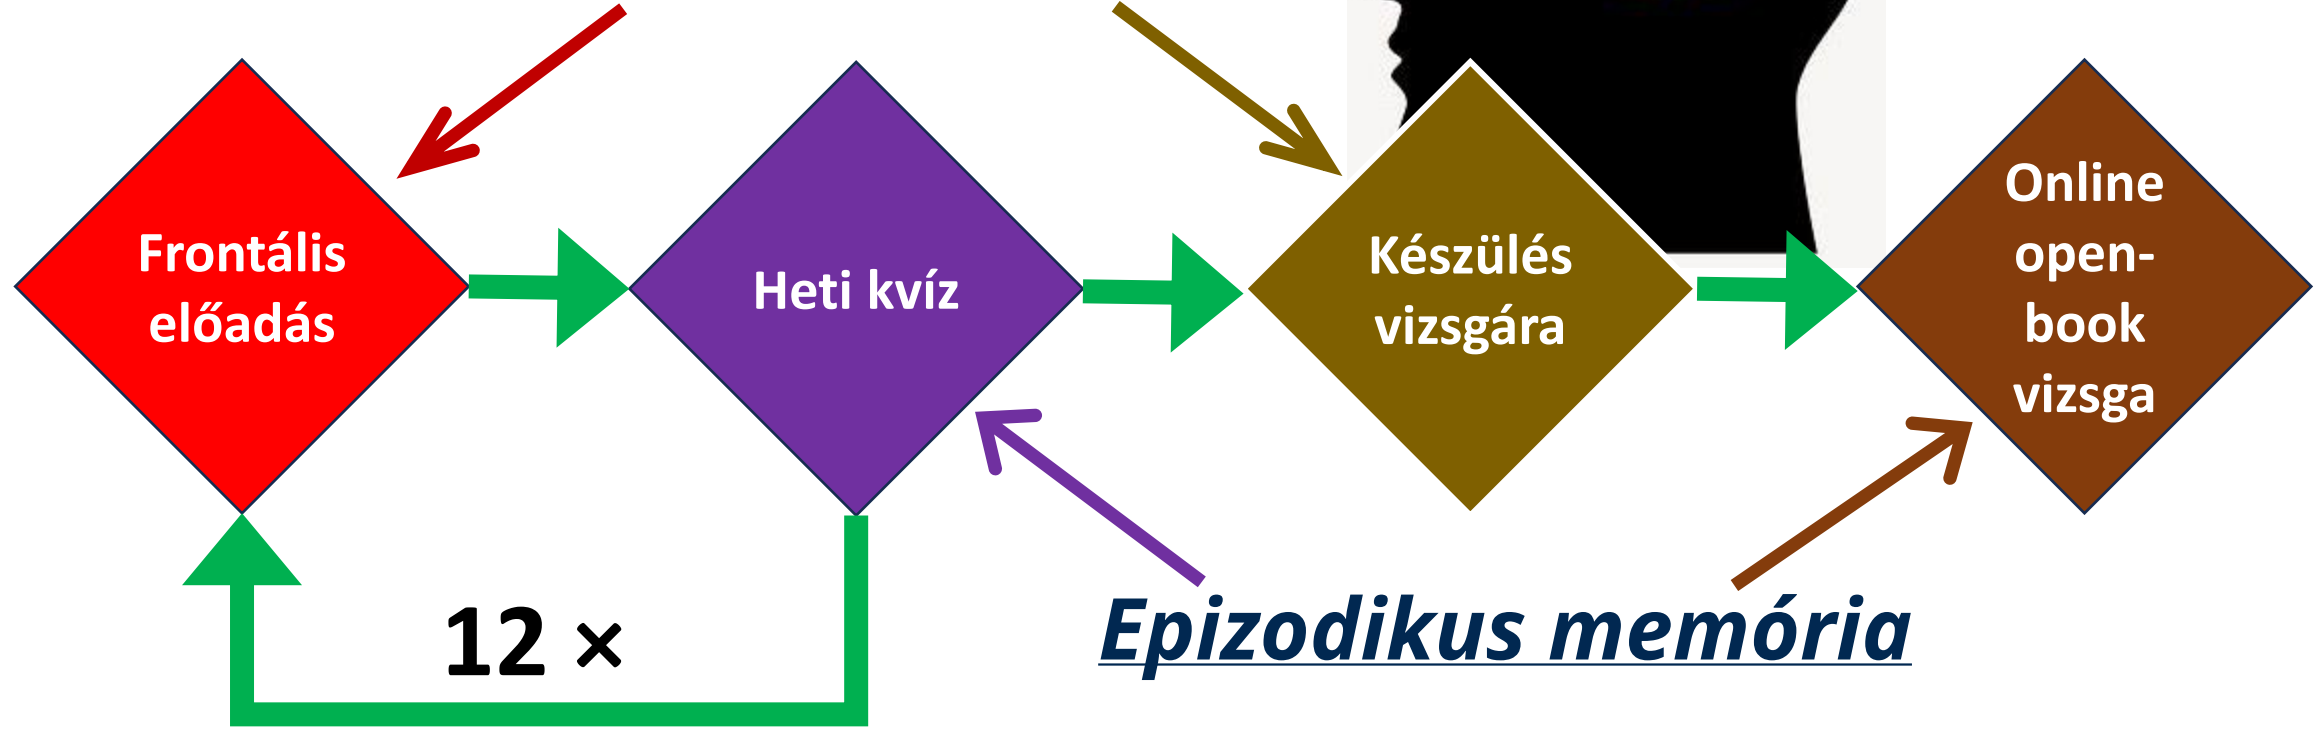 Frontális
előadás
Heti kvíz
Készülés
vizsgára
Online
open-
book
vizsga
12 ×
Epizodikus memória